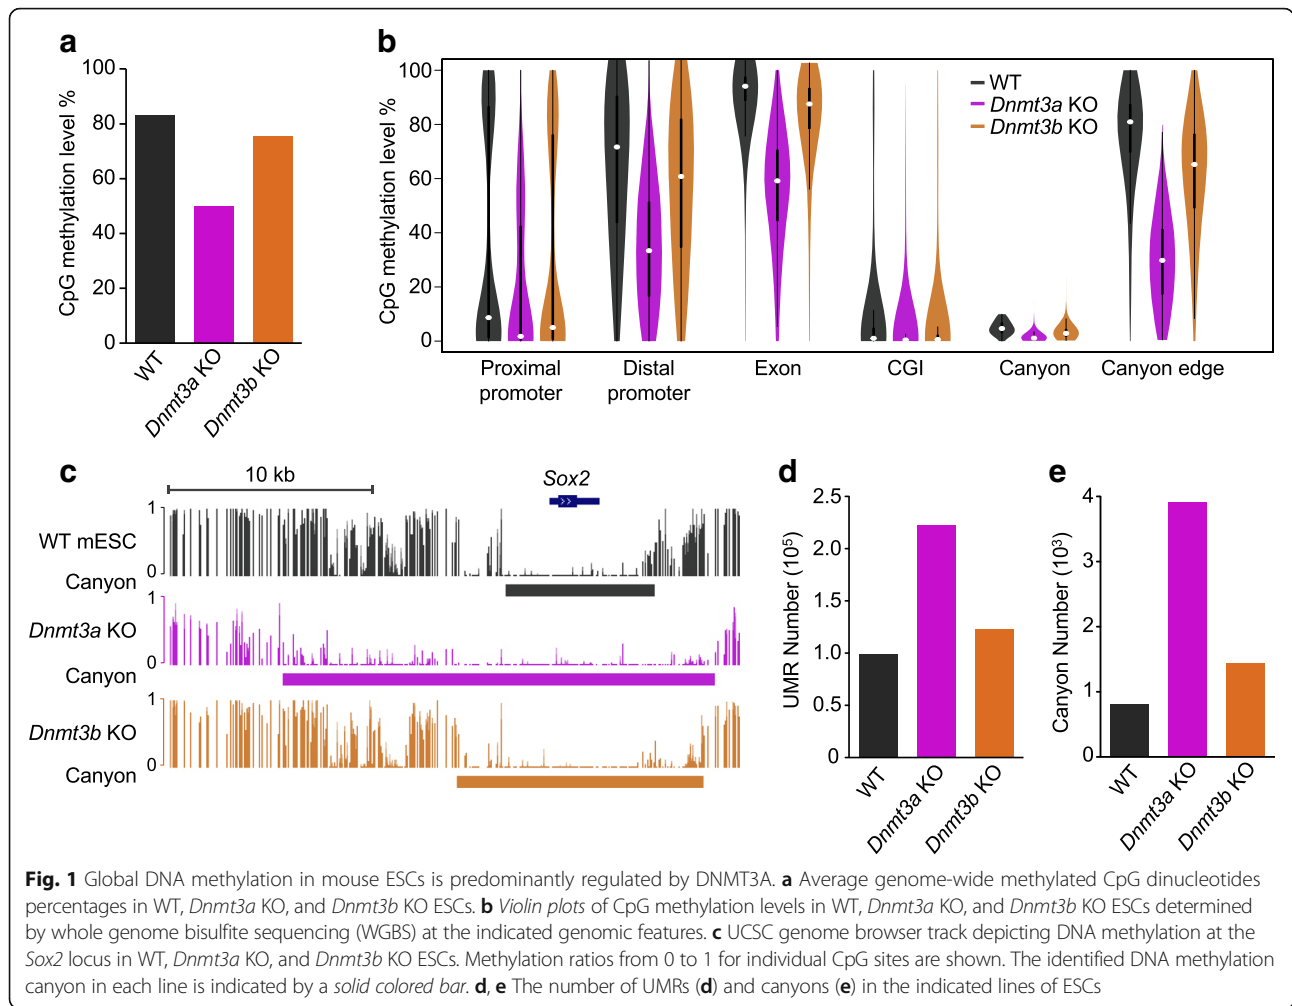 a
CpG methylation level %
100
80
60
40
20
0
WT
Dnmt3a KO
Dnmt3b KO
b
CpG methylation level %
100
80
60
40
20
0
WT
Dnmt3a KO
Dnmt3b KO
Proximal promoter
Distal promoter
Exon
CGI
Canyon
Canyon edge
c
10 kb
Sox2
1
WT mESC
0
Canyon
1
Dnmt3a KO
0
Canyon
1
Dnmt3b KO
0
Canyon
d
UMR Number (10⁵)
2.5
2.0
1.5
1.0
0.5
0
WT
Dnmt3a KO
Dnmt3b KO
e
Canyon Number (10³)
4
3
2
1
0
WT
Dnmt3a KO
Dnmt3b KO
Fig. 1 Global DNA methylation in mouse ESCs is predominantly regulated by DNMT3A. a Average genome-wide methylated CpG dinucleotides
percentages in WT, Dnmt3a KO, and Dnmt3b KO ESCs. b Violin plots of CpG methylation levels in WT, Dnmt3a KO, and Dnmt3b KO ESCs determined
by whole genome bisulfite sequencing (WGBS) at the indicated genomic features. c UCSC genome browser track depicting DNA methylation at the
Sox2 locus in WT, Dnmt3a KO, and Dnmt3b KO ESCs. Methylation ratios from 0 to 1 for individual CpG sites are shown. The identified DNA methylation
canyon in each line is indicated by a solid colored bar. d, e The number of UMRs (d) and canyons (e) in the indicated lines of ESCs